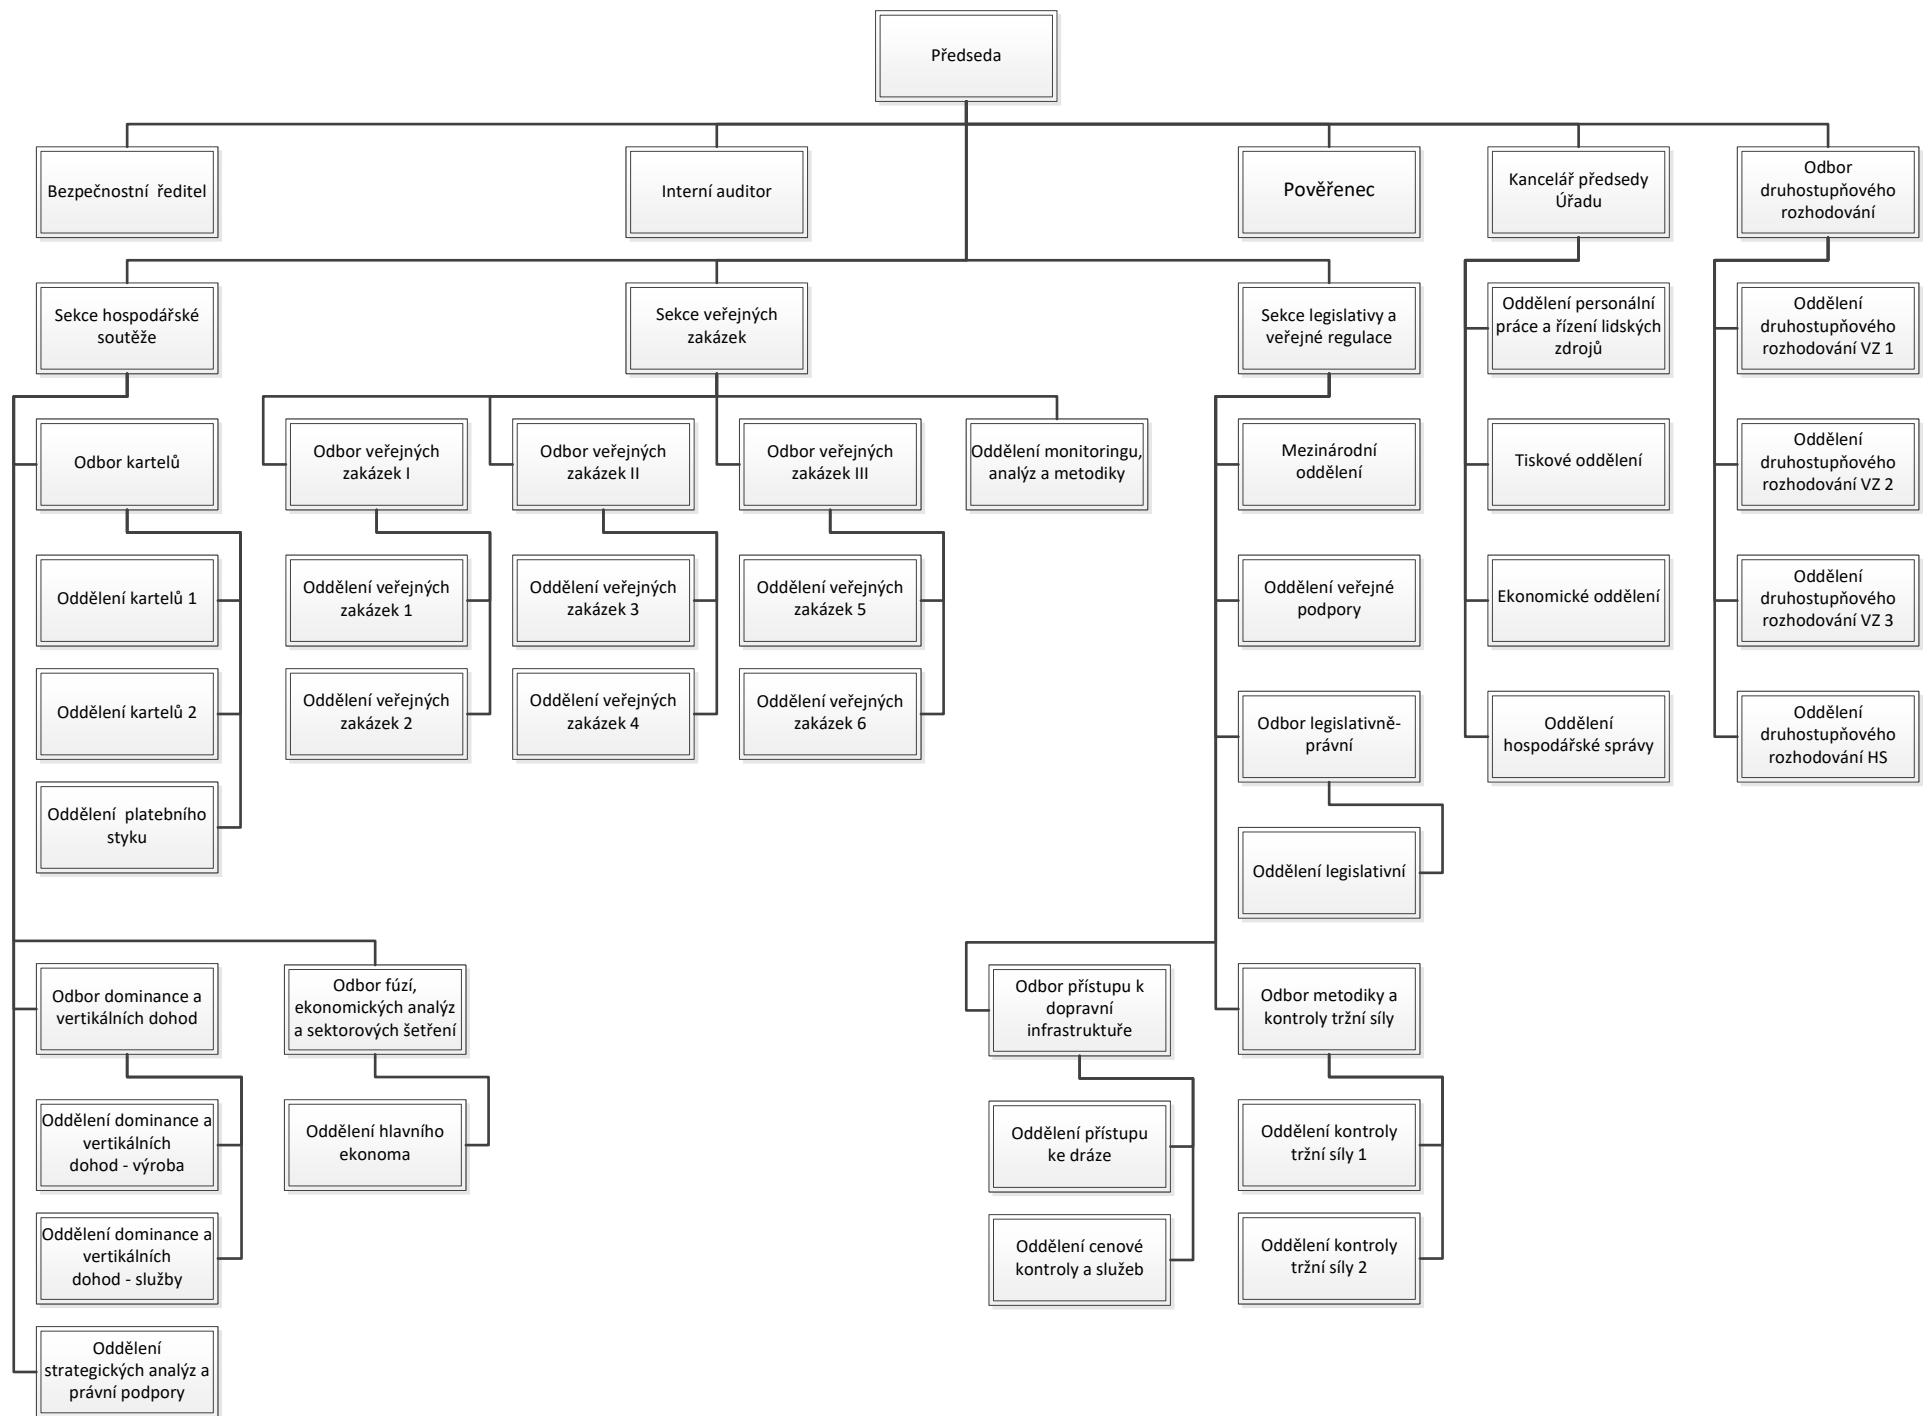 Předseda
Bezpečnostní ředitel
Interní auditor
Pověřenec
Kancelář předsedy
Úřadu
Odbor
druhostupňového
rozhodování
Sekce hospodářské
soutěže
Sekce veřejných
zakázek
Sekce legislativy a
veřejné regulace
Oddělení personální
práce a řízení lidských
zdrojů
Oddělení
druhostupňového
rozhodování VZ 1
Odbor kartelů
Odbor veřejných
zakázek I
Odbor veřejných
zakázek II
Odbor veřejných
zakázek III
Oddělení monitoringu,
analýz a metodiky
Mezinárodní
oddělení
Tiskové oddělení
Oddělení
druhostupňového
rozhodování VZ 2
Oddělení kartelů 1
Oddělení veřejných
zakázek 1
Oddělení veřejných
zakázek 3
Oddělení veřejných
zakázek 5
Oddělení veřejné
podpory
Ekonomické oddělení
Oddělení
druhostupňového
rozhodování VZ 3
Oddělení kartelů 2
Oddělení veřejných
zakázek 2
Oddělení veřejných
zakázek 4
Oddělení veřejných
zakázek 6
Odbor legislativně-
právní
Oddělení
hospodářské správy
Oddělení
druhostupňového
rozhodování HS
Oddělení platebního
styku
Oddělení legislativní
Odbor dominance a
vertikálních dohod
Odbor fúzí,
ekonomických analýz
a sektorových šetření
Odbor přístupu k
dopravní
infrastruktuře
Odbor metodiky a
kontroly tržní síly
Oddělení dominance a
vertikálních
dohod - výroba
Oddělení hlavního
ekonoma
Oddělení přístupu
ke dráze
Oddělení kontroly
tržní síly 1
Oddělení dominance a
vertikálních
dohod - služby
Oddělení cenové
kontroly a služeb
Oddělení kontroly
tržní síly 2
Oddělení
strategických analýz a
právní podpory